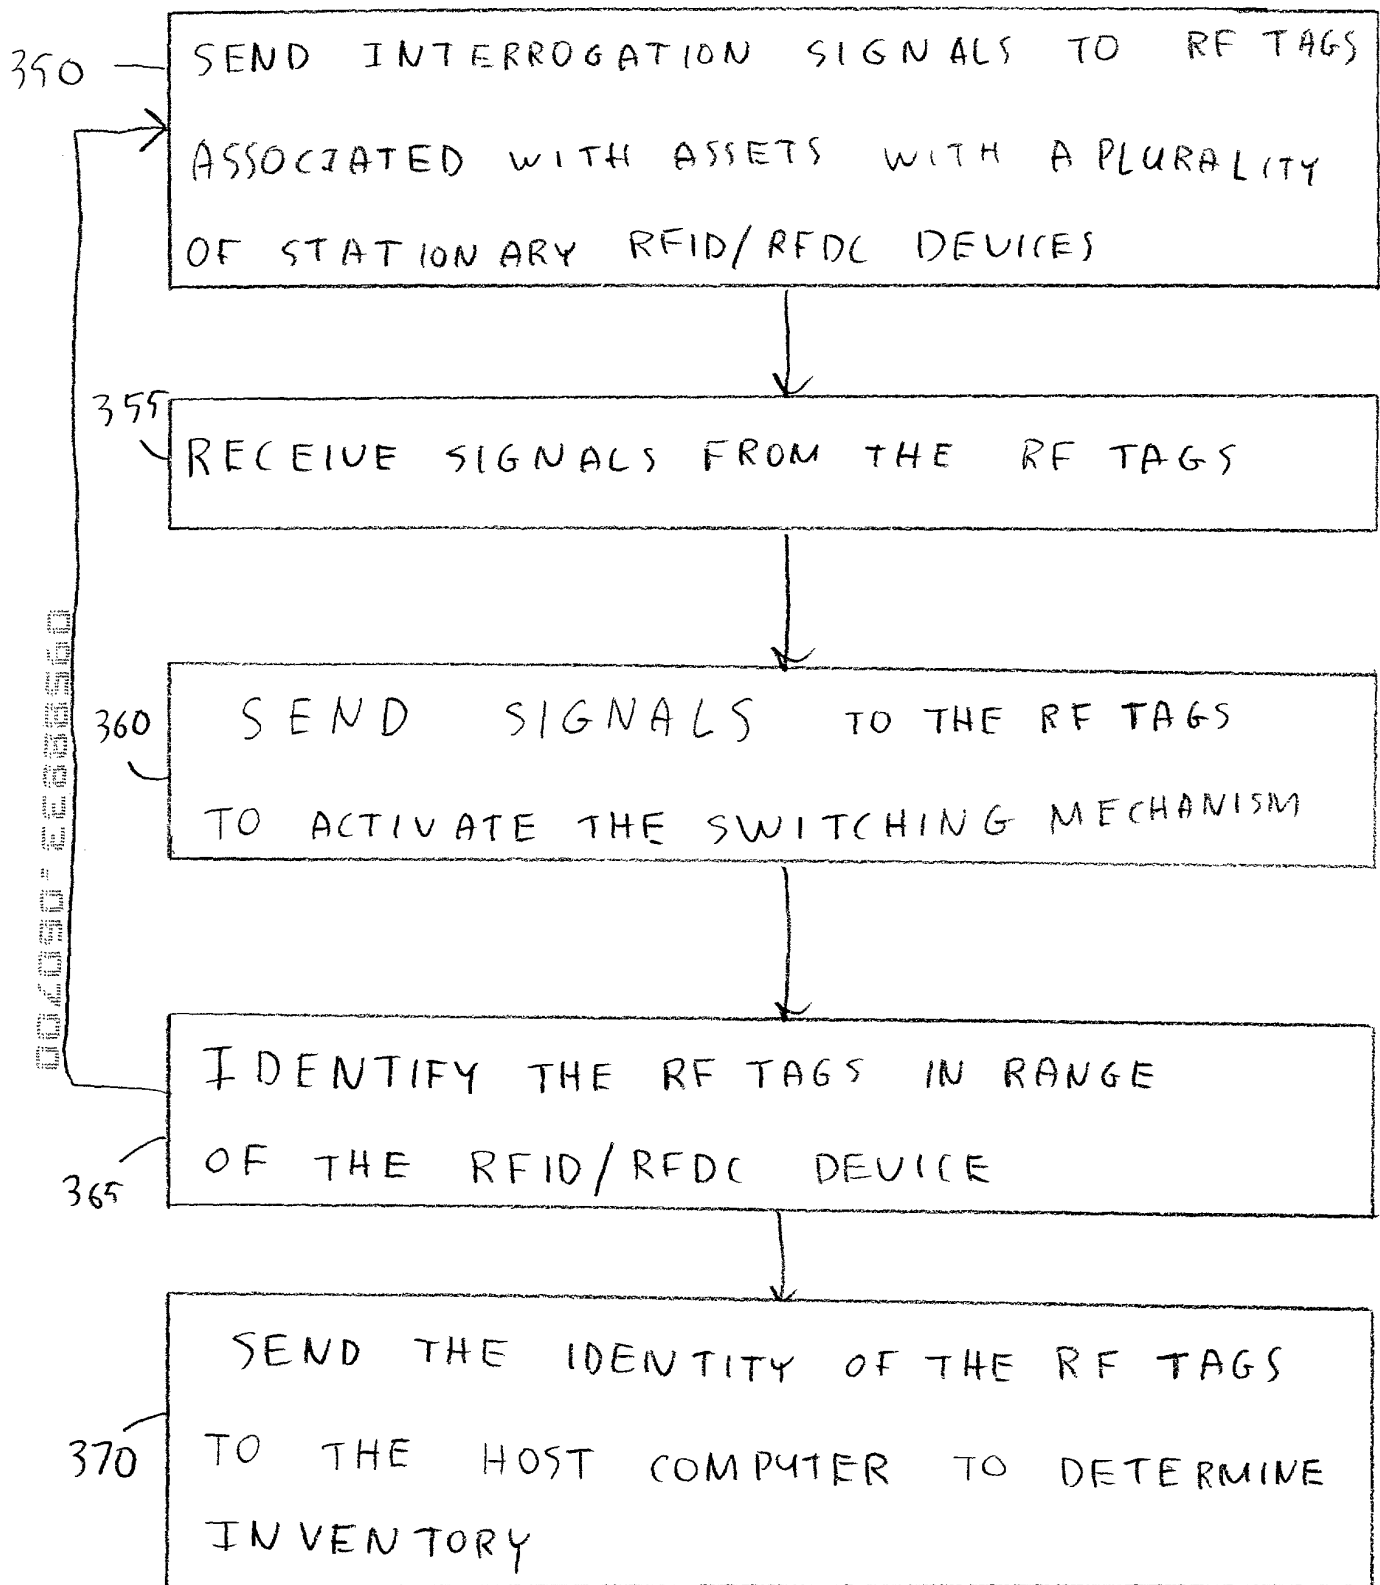 350
SEND INTERROGATION SIGNALS TO RF TAGS
ASSOCIATED WITH ASSETS WITH A PLURALITY
OF STATIONARY RFID/RFDC DEVICES
355
RECEIVE SIGNALS FROM THE RF TAGS
360
SEND SIGNALS TO THE RF TAGS
TO ACTIVATE THE SWITCHING MECHANISM
IDENTIFY THE RF TAGS IN RANGE
OF THE RFID/RFDC DEVICE
365
SEND THE IDENTITY OF THE RF TAGS
370
TO THE HOST COMPUTER TO DETERMINE
INVENTORY